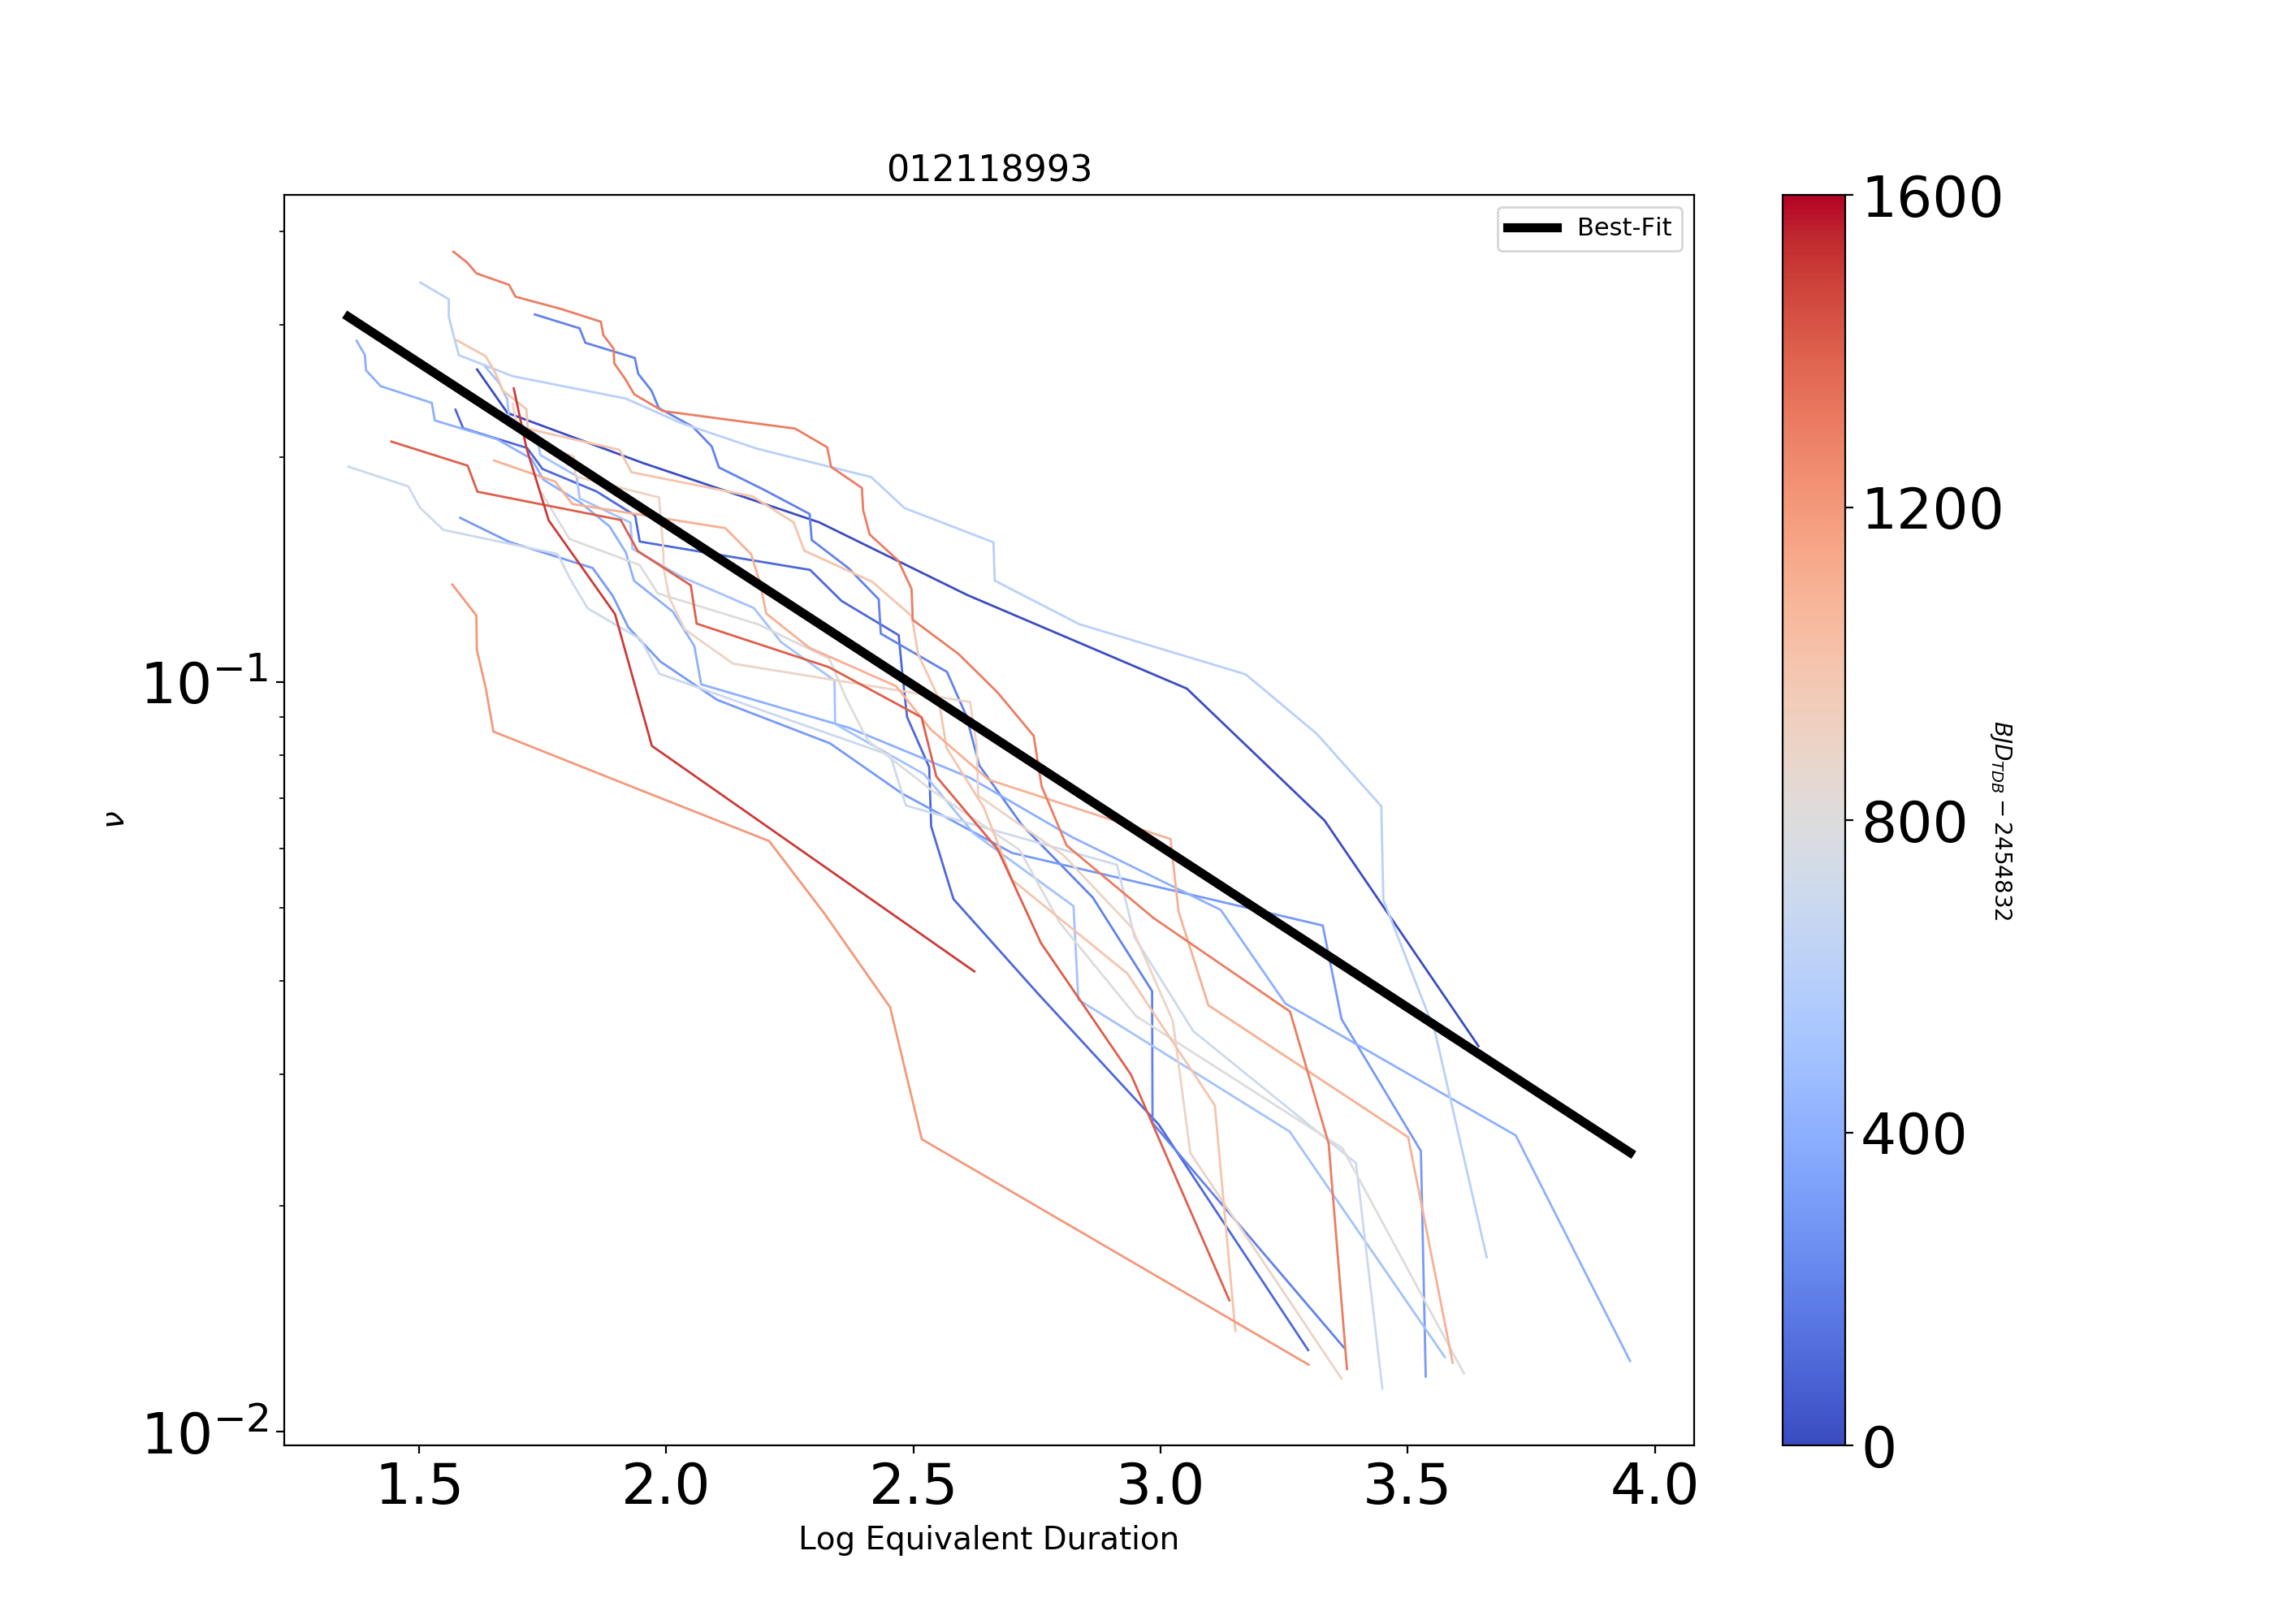 012118993
Best-Fit
10⁻¹
10⁻²
ν
1.5 2.0 2.5 3.0 3.5 4.0
Log Equivalent Duration
1600
1200
800
400
0
BJD_TDB − 2454832